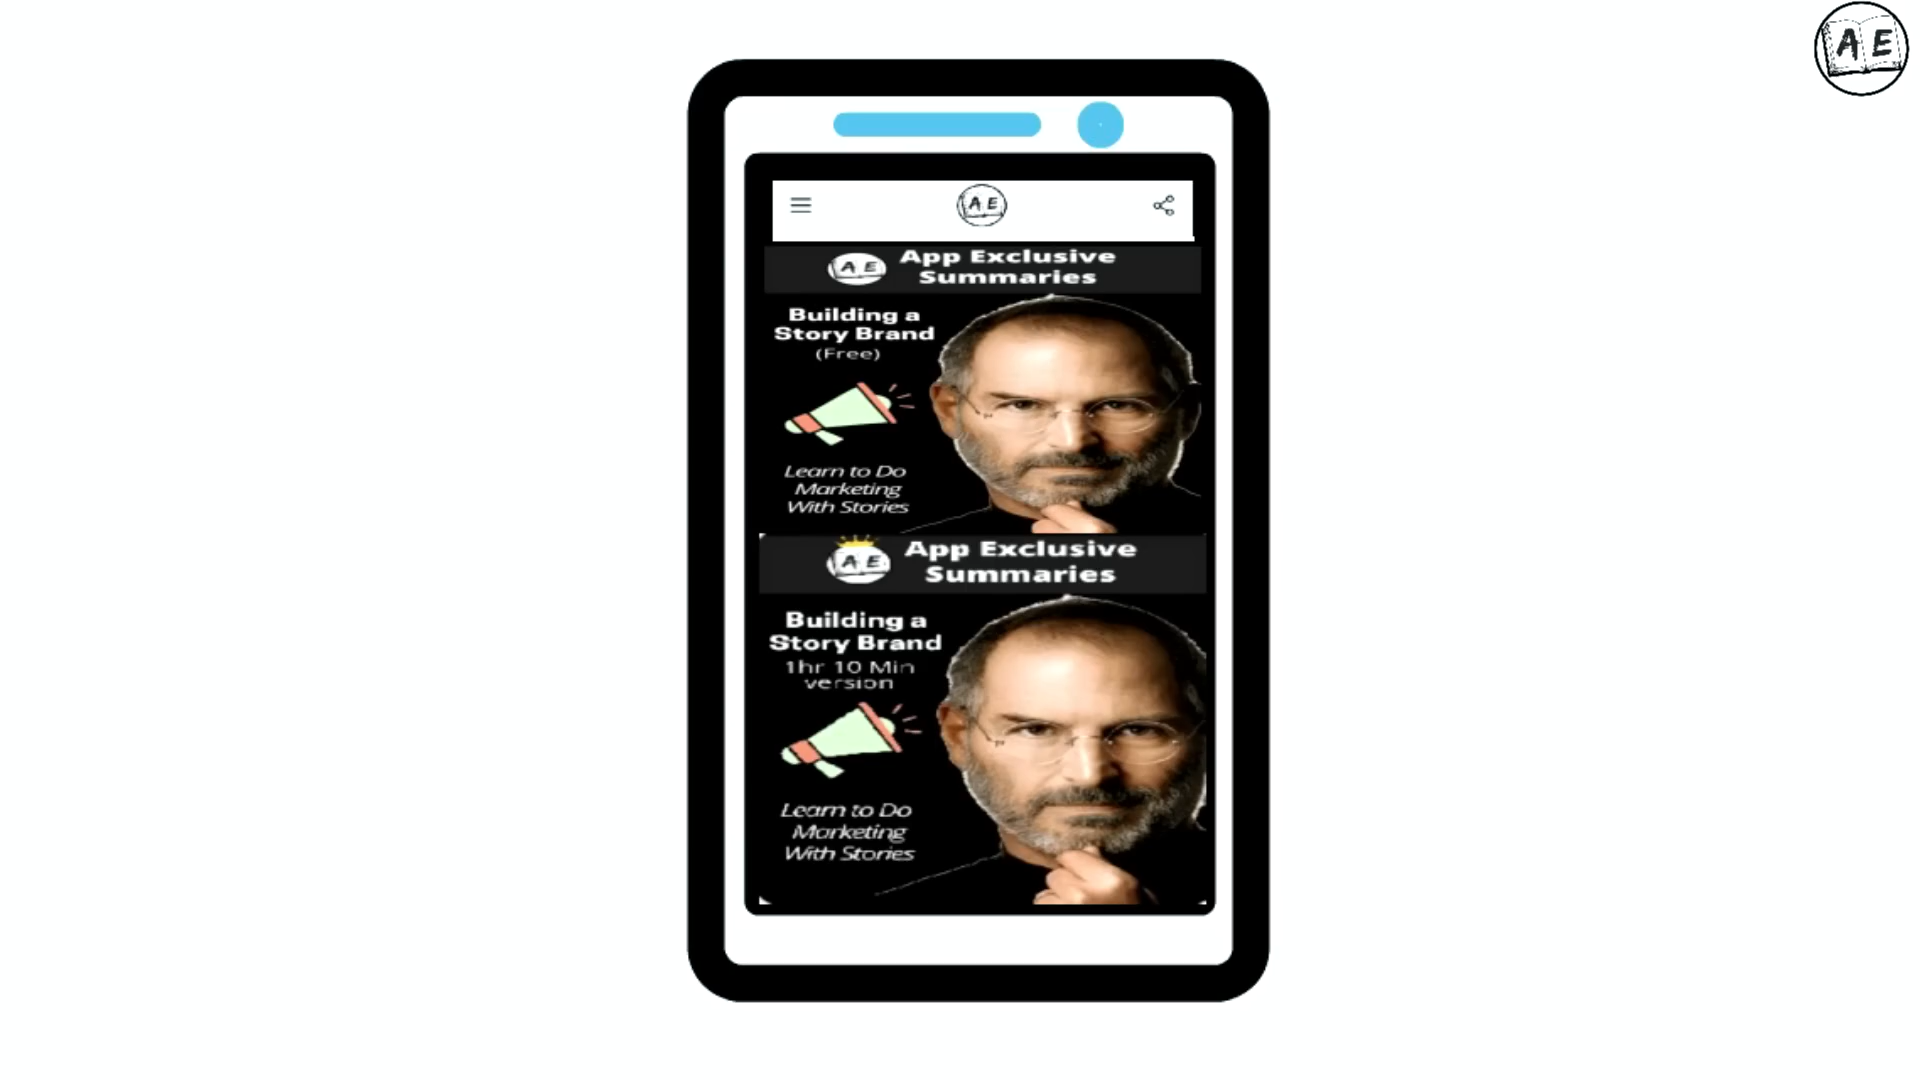 A E
A E
A E
App Exclusive
Summaries
Building a
Story Brand
(Free)
Learn to Do
Marketing
With Stories
A E
App Exclusive
Summaries
Building a
Story Brand
1hr 10 Min
version
Learn to Do
Marketing
With Stories